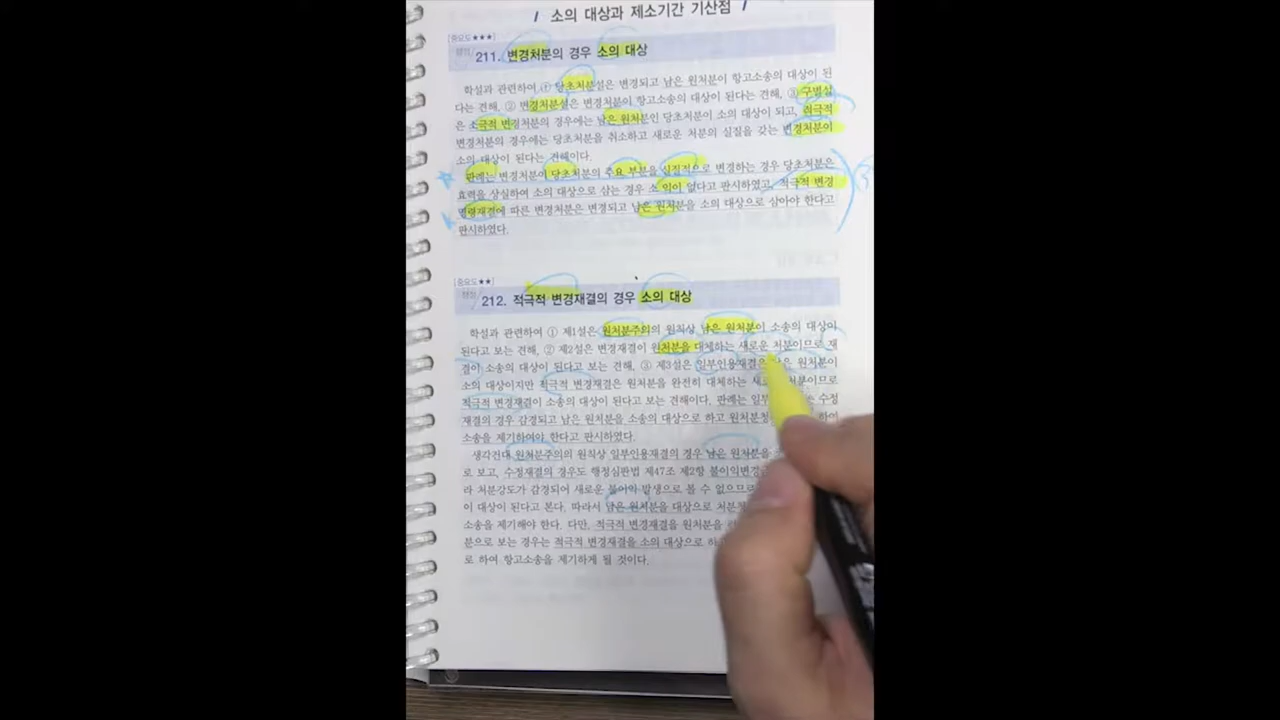 소의 대상과 제소기간 기산점
[중요도★★★]
211. 변경처분의 경우 소의 대상
학설과 관련하여 ① 당초처분설은 변경되고 남은 원처분이 항고소송의 대상이 된
다는 견해, ② 변경처분설은 변경처분이 항고소송의 대상이 된다는 견해, ③ 구별설
은 소극적 변경처분의 경우에는 남은 원처분인 당초처분이 소의 대상이 되고, 적극적
변경처분의 경우에는 당초처분을 취소하고 새로운 처분의 실질을 갖는 변경처분이
소의 대상이 된다는 견해이다.
판례는 변경처분이 당초처분의 주요 부분을 실질적으로 변경하는 경우 당초처분은
효력을 상실하여 소의 대상으로 삼는 경우 소 익이 없다고 판시하였고, 적극적 변경
명령재결에 따른 변경처분은 변경되고 남은 원처분을 소의 대상으로 삼아야 한다고
판시하였다.
[중요도★★]
212. 적극적 변경재결의 경우 소의 대상
학설과 관련하여 ① 제1설은 원처분주의의 원칙상 남은 원처분이 소송의 대상이
된다고 보는 견해, ② 제2설은 변경재결이 원처분을 대체하는 새로운 처분이므로 재
결이 소송의 대상이 된다고 보는 견해, ③ 제3설은 일부인용재결은 남은 원처분이
소의 대상이지만 적극적 변경재결은 원처분을 완전히 대체하는 새로 처분이므로
적극적 변경재결이 소송의 대상이 된다고 보는 견해이다. 판례는 일부 수정
재결의 경우 감경되고 남은 원처분을 소송의 대상으로 하고 원처분청 하여
소송을 제기하여야 한다고 판시하였다.
생각건대 원처분주의의 원칙상 일부인용재결의 경우 남은 원처분을
로 보고, 수정재결의 경우도 행정심판법 제47조 제2항 불이익변경금
라 처분강도가 감경되어 새로운 불이익 발생으로 볼 수 없으므로
이 대상이 된다고 본다. 따라서 남은 원처분을 대상으로 처분청
소송을 제기해야 한다. 다만, 적극적 변경재결을 원처분을
분으로 보는 경우는 적극적 변경재결을 소의 대상으로 하고
로 하여 항고소송을 제기하게 될 것이다.